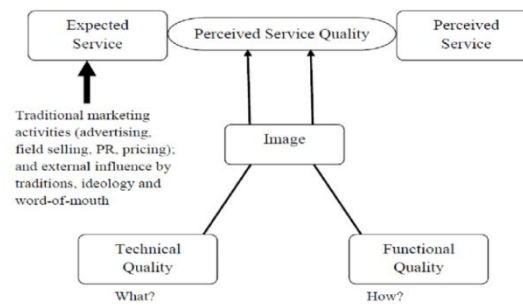 Expected
Service
Perceived Service Quality
Perceived
Service
Traditional marketing
activities (advertising,
field selling, PR, pricing);
and external influence by
traditions, ideology and
word-of-mouth
Image
Technical
Quality
Functional
Quality
What?
How?